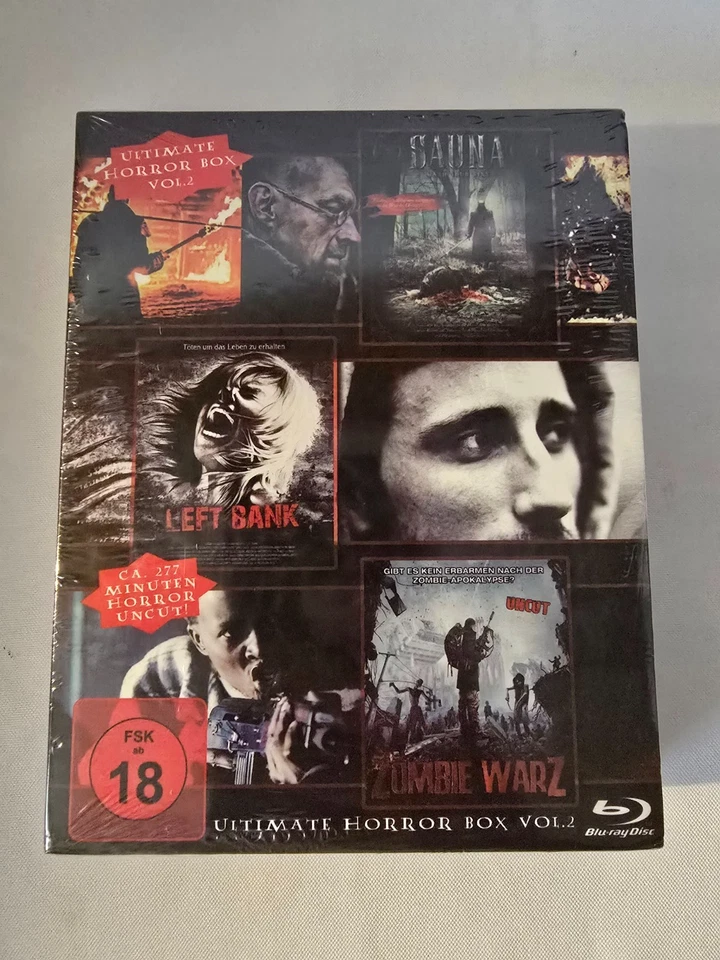 ULTIMATE
HORROR BOX
VOL.2
SAUNA
Töten um das Leben zu erhalten
LEFT BANK
CA. 277
MINUTEN
HORROR
UNCUT!
GIBT ES KEIN ERBARMEN NACH DER
ZOMBIE-APOKALYPSE?
UNCUT
ZOMBIE WARZ
FSK
ab
18
ULTIMATE HORROR BOX VOL.2
Blu-ray Disc